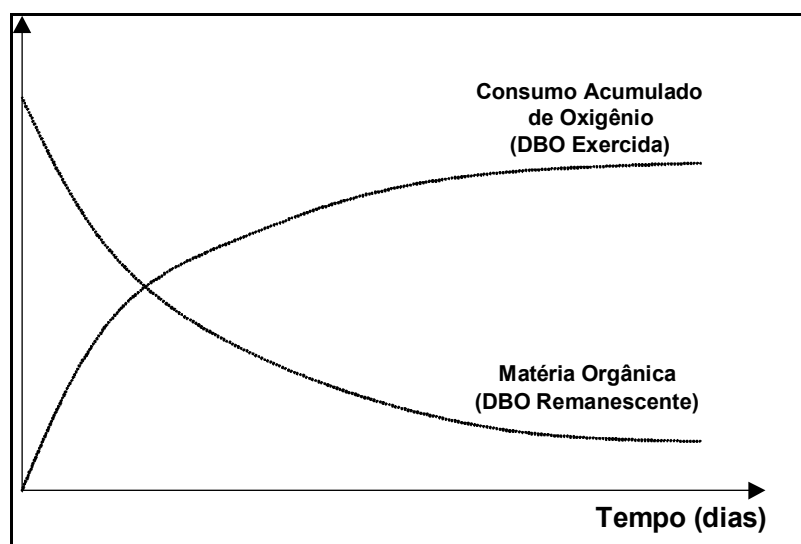 Consumo Acumulado
de Oxigênio
(DBO Exercida)
Matéria Orgânica
(DBO Remanescente)
Tempo (dias)